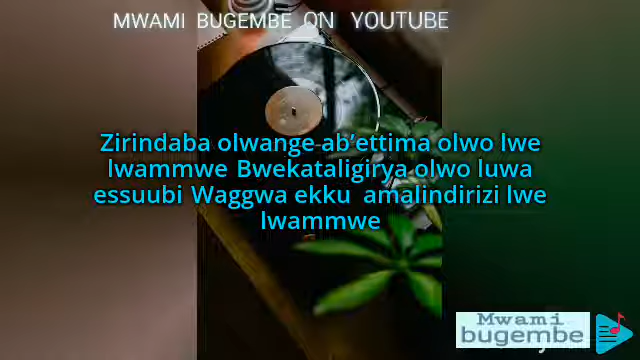 MWAMI BUGEMBE ON YOUTUBE
Zirindaba olwange ab'ettima olwo lwe
lwammwe Bwekataligirya olwo luwa
essuubi Waggwa ekku amalindirizi lwe
lwammwe
Mwami
bugembe